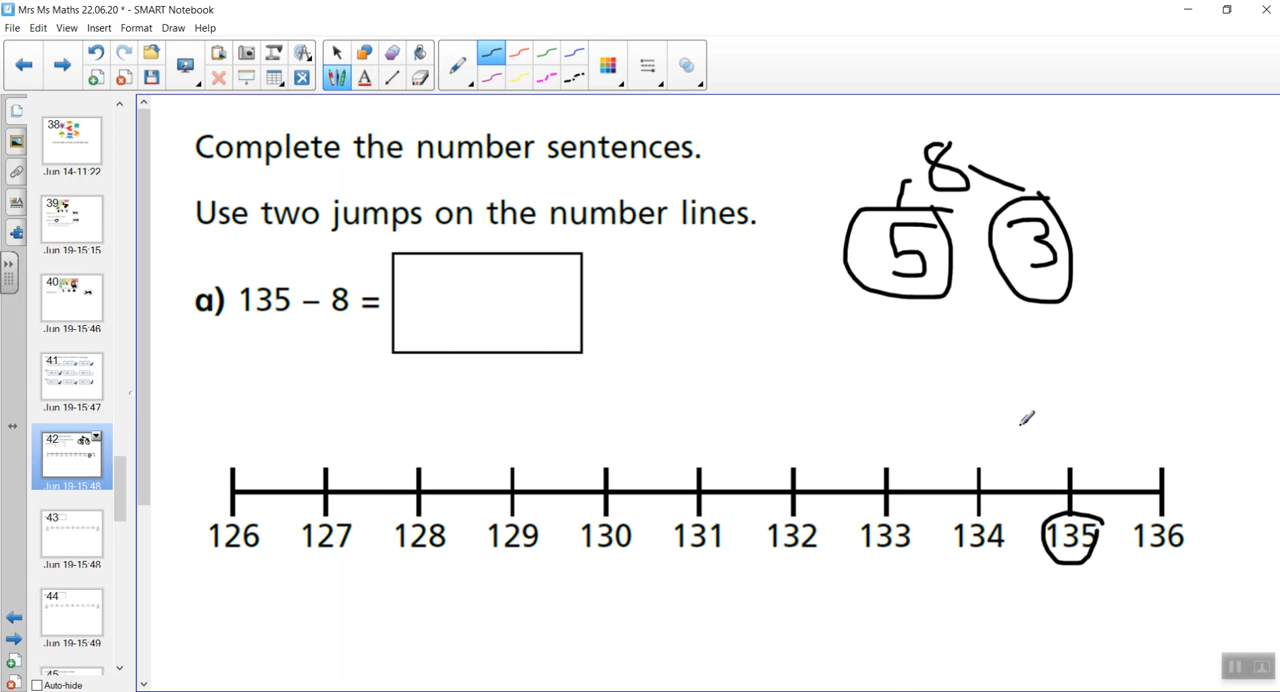 Mrs Ms Maths 22.06.20 * - SMART Notebook
File Edit View Insert Format Draw Help
38
Jun 14-11:22
39
Jun 19-15:15
40
Jun 19-15:46
41
Jun 19-15:47
42
Jun 19-15:48
43
Jun 19-15:48
44
Jun 19-15:49
45
Auto-hide
Complete the number sentences.
Use two jumps on the number lines.
a) 135 – 8 =
8
5 3
126 127 128 129 130 131 132 133 134 135 136